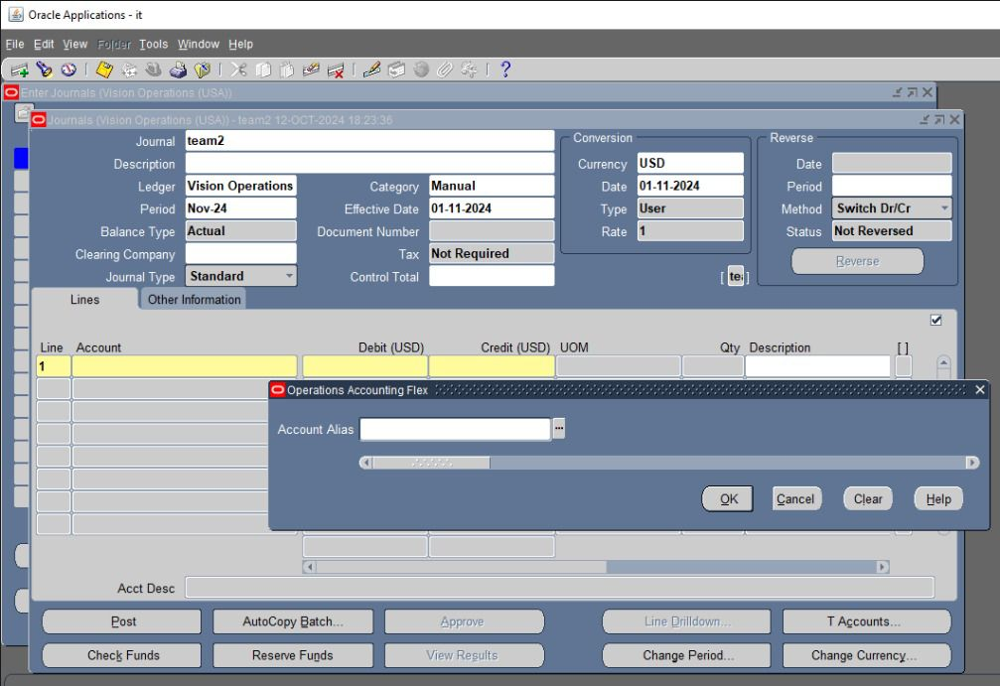 Oracle Applications - it
File Edit View Folder Tools Window Help
Enter Journals (Vision Operations (USA))
Journals (Vision Operations (USA)) - team2 12-OCT-2024 18:23:36
Journal team2
Description
Ledger Vision Operations Category Manual
Period Nov-24 Effective Date 01-11-2024
Balance Type Actual Document Number
Clearing Company Tax Not Required
Journal Type Standard Control Total
Conversion
Currency USD
Date 01-11-2024
Type User
Rate 1
Reverse
Date
Period
Method Switch Dr/Cr
Status Not Reversed
Reverse
[ te ]
Lines Other Information
Line Account Debit (USD) Credit (USD) UOM Qty Description [ ]
1
Operations Accounting Flex
Account Alias ...
OK Cancel Clear Help
Acct Desc
Post AutoCopy Batch... Approve Line Drilldown... T Accounts...
Check Funds Reserve Funds View Results Change Period... Change Currency...